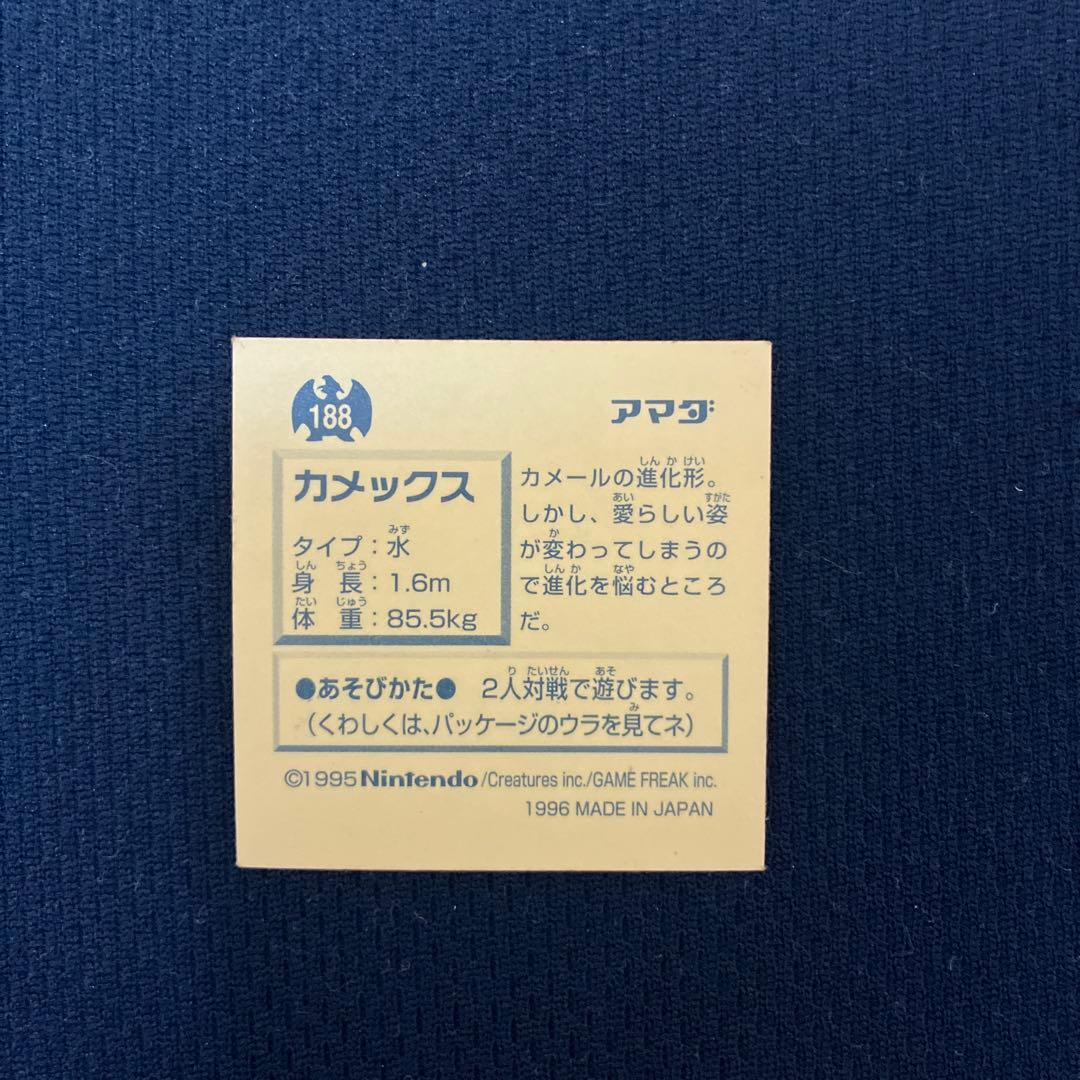 188
アマダ
カメックス
タイプ：水
身長：1.6m
体重：85.5kg
カメールの進化形。
しかし、愛らしい姿
が変わってしまうの
で進化を悩むところ
だ。
●あそびかた●　2人対戦で遊びます。
（くわしくは、パッケージのウラを見てネ）
©1995 Nintendo/Creatures inc./GAME FREAK inc.
1996 MADE IN JAPAN